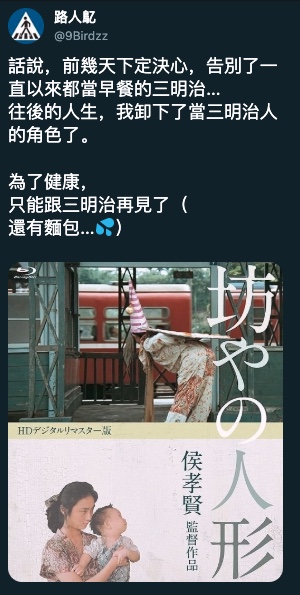 路人甿
@9Birdzz
話說，前幾天下定決心，告別了一
直以來都當早餐的三明治...
往後的人生，我卸下了當三明治人
的角色了。
為了健康，
只能跟三明治再見了（
還有麵包...💦）
坊やの人形
HDデジタルリマスター版
侯孝賢 監督作品